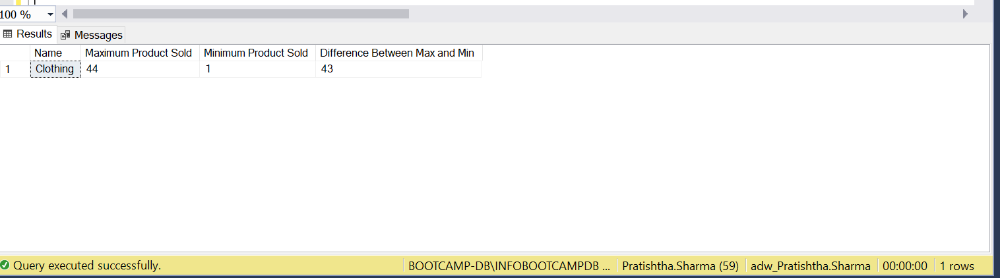 100 %
Results Messages
Name Maximum Product Sold Minimum Product Sold Difference Between Max and Min
1 Clothing 44 1 43
Query executed successfully. BOOTCAMP-DB\INFOBOOTCAMPDB ... Pratishtha.Sharma (59) adw_Pratishtha.Sharma 00:00:00 1 rows